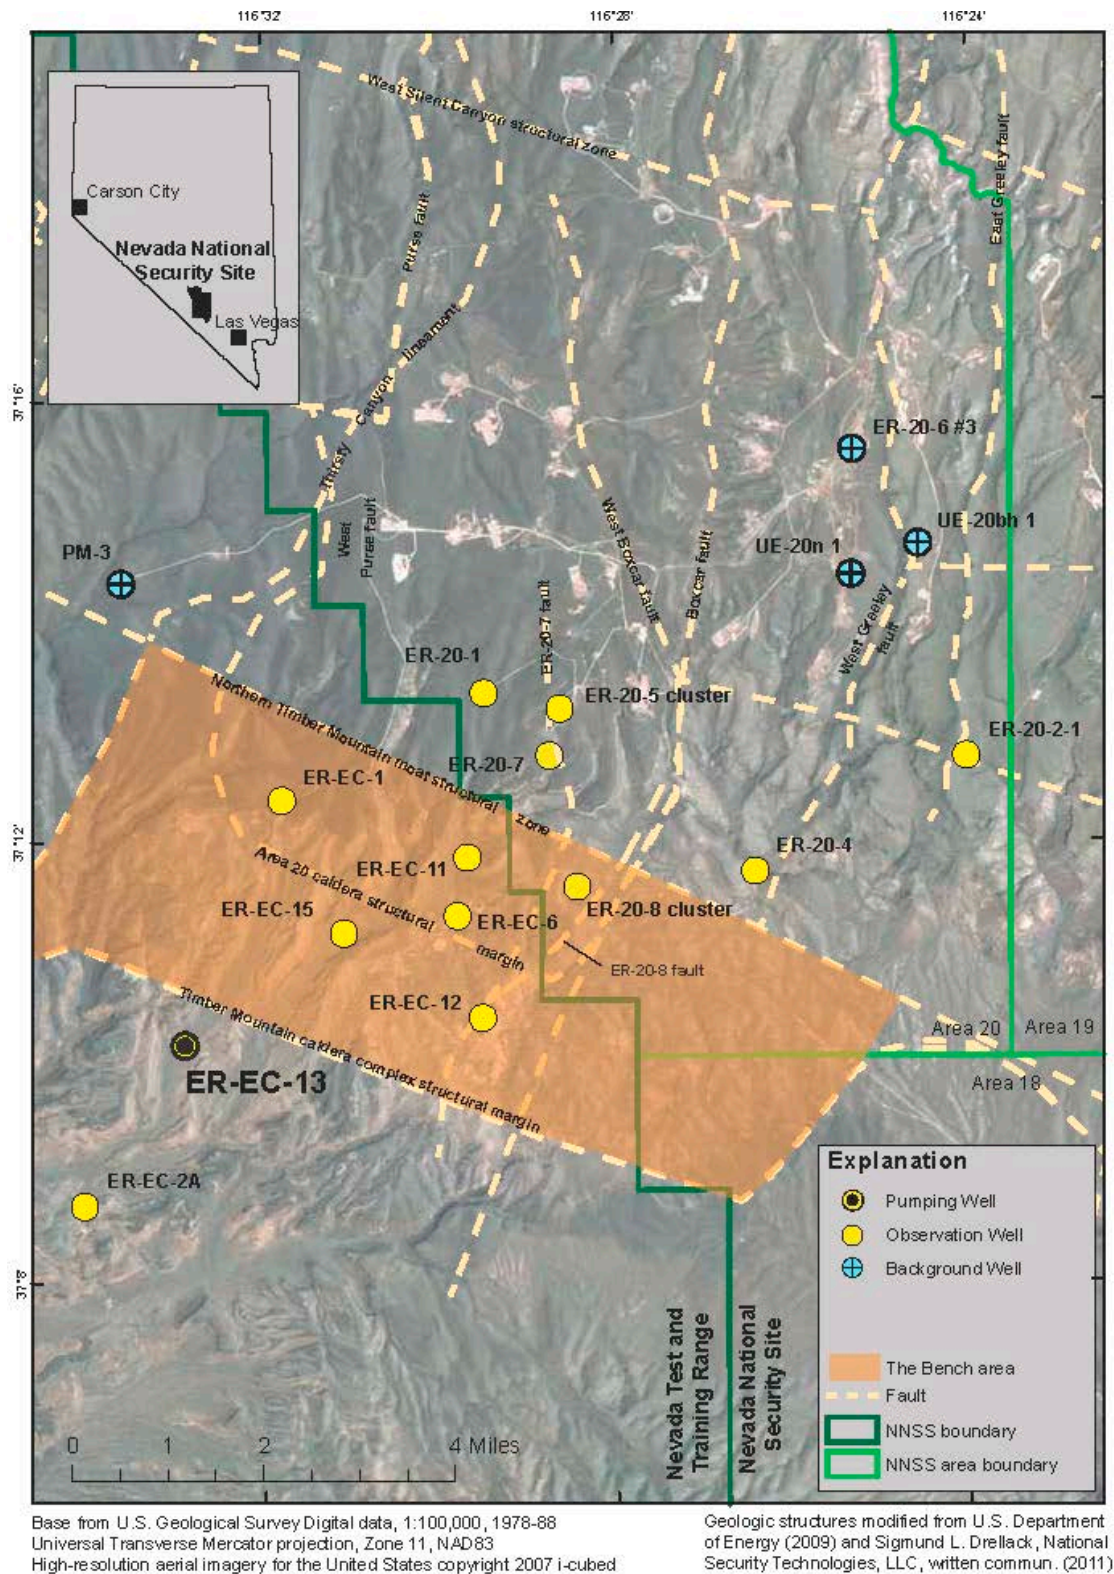 116°32'
116°28'
116°24'
West Silent Canyon structural zone
East Greeley fault
Carson City
Nevada National
Security Site
Las Vegas
Purse fault
Thirsty Canyon lineament
37°16'
ER-20-6 #3
West
Purse fault
West Boxcar fault
Boxcar fault
UE-20bh 1
UE-20n 1
PM-3
West Greeley
fault
ER-20-7 fault
ER-20-1
ER-20-5 cluster
Northern Timber Mountain moat structural zone
ER-20-2-1
ER-20-7
ER-EC-1
37°12'
ER-20-4
ER-EC-11
Area 20 caldera structural margin
ER-EC-15
ER-EC-6
ER-20-8 cluster
ER-20-8 fault
ER-EC-12
Timber Mountain caldera complex structural margin
Area 20
Area 19
ER-EC-13
Area 18
ER-EC-2A
37°8'
Explanation
Pumping Well
Observation Well
Background Well
The Bench area
Fault
NNSS boundary
NNSS area boundary
Nevada Test and
Training Range
Nevada National
Security Site
0 1 2 4 Miles
Base from U.S. Geological Survey Digital data, 1:100,000, 1978-88
Universal Transverse Mercator projection, Zone 11, NAD83
High-resolution aerial imagery for the United States copyright 2007 i-cubed
Geologic structures modified from U.S. Department
of Energy (2009) and Sigmund L. Drellack, National
Security Technologies, LLC, written commun. (2011)